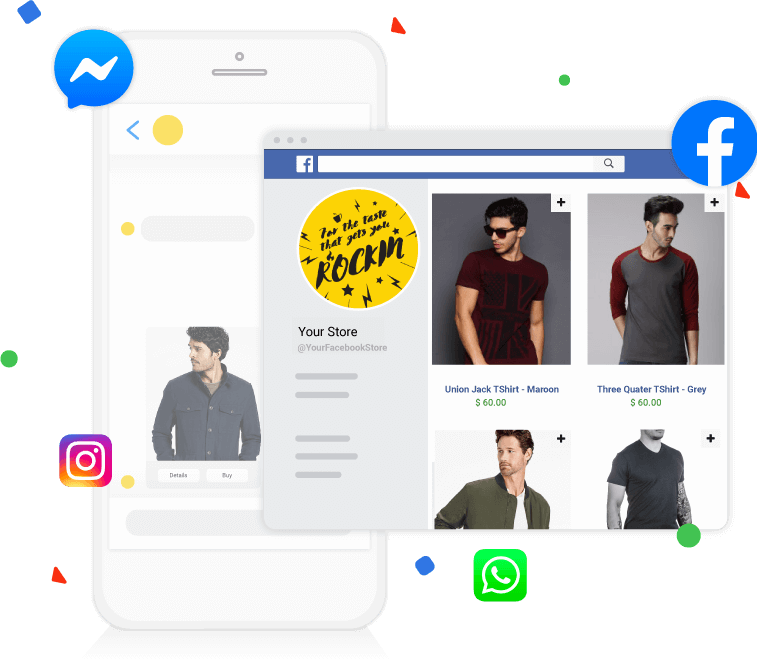 For the taste
that gets you
&
ROCKIN
Your Store
@YourFacebookStore
Union Jack TShirt - Maroon
$ 60.00
Three Quater TShirt - Grey
$ 60.00
Details
Buy